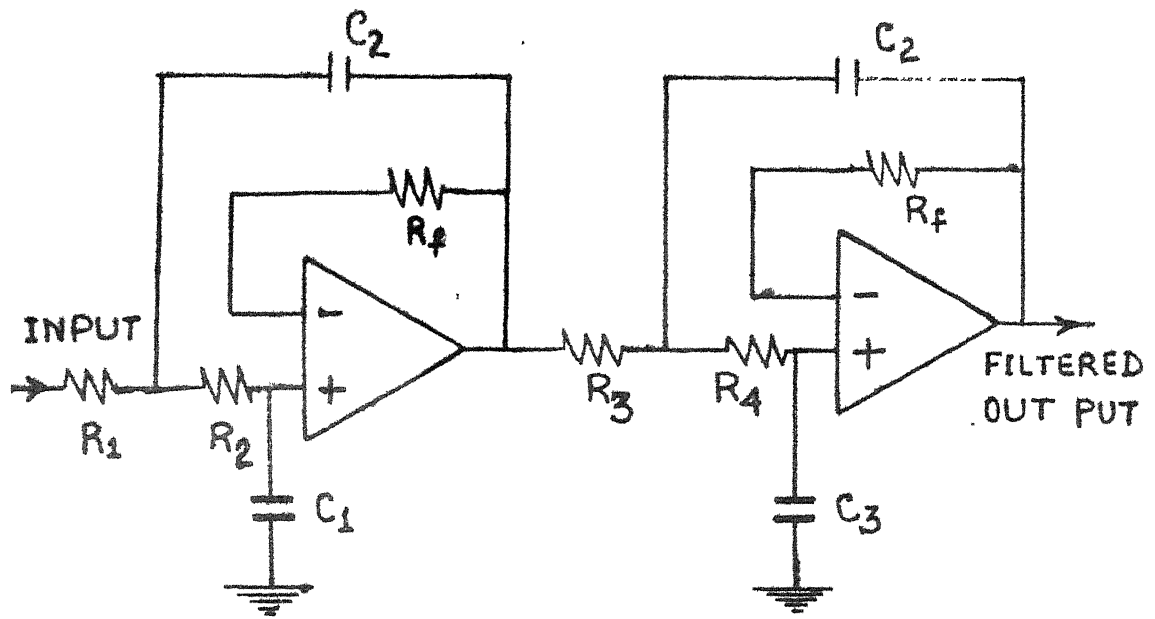 C2
C2
Rf
Rf
-
-
INPUT
+
+
R1
R2
R3
R4
FILTERED
OUT PUT
C1
C3